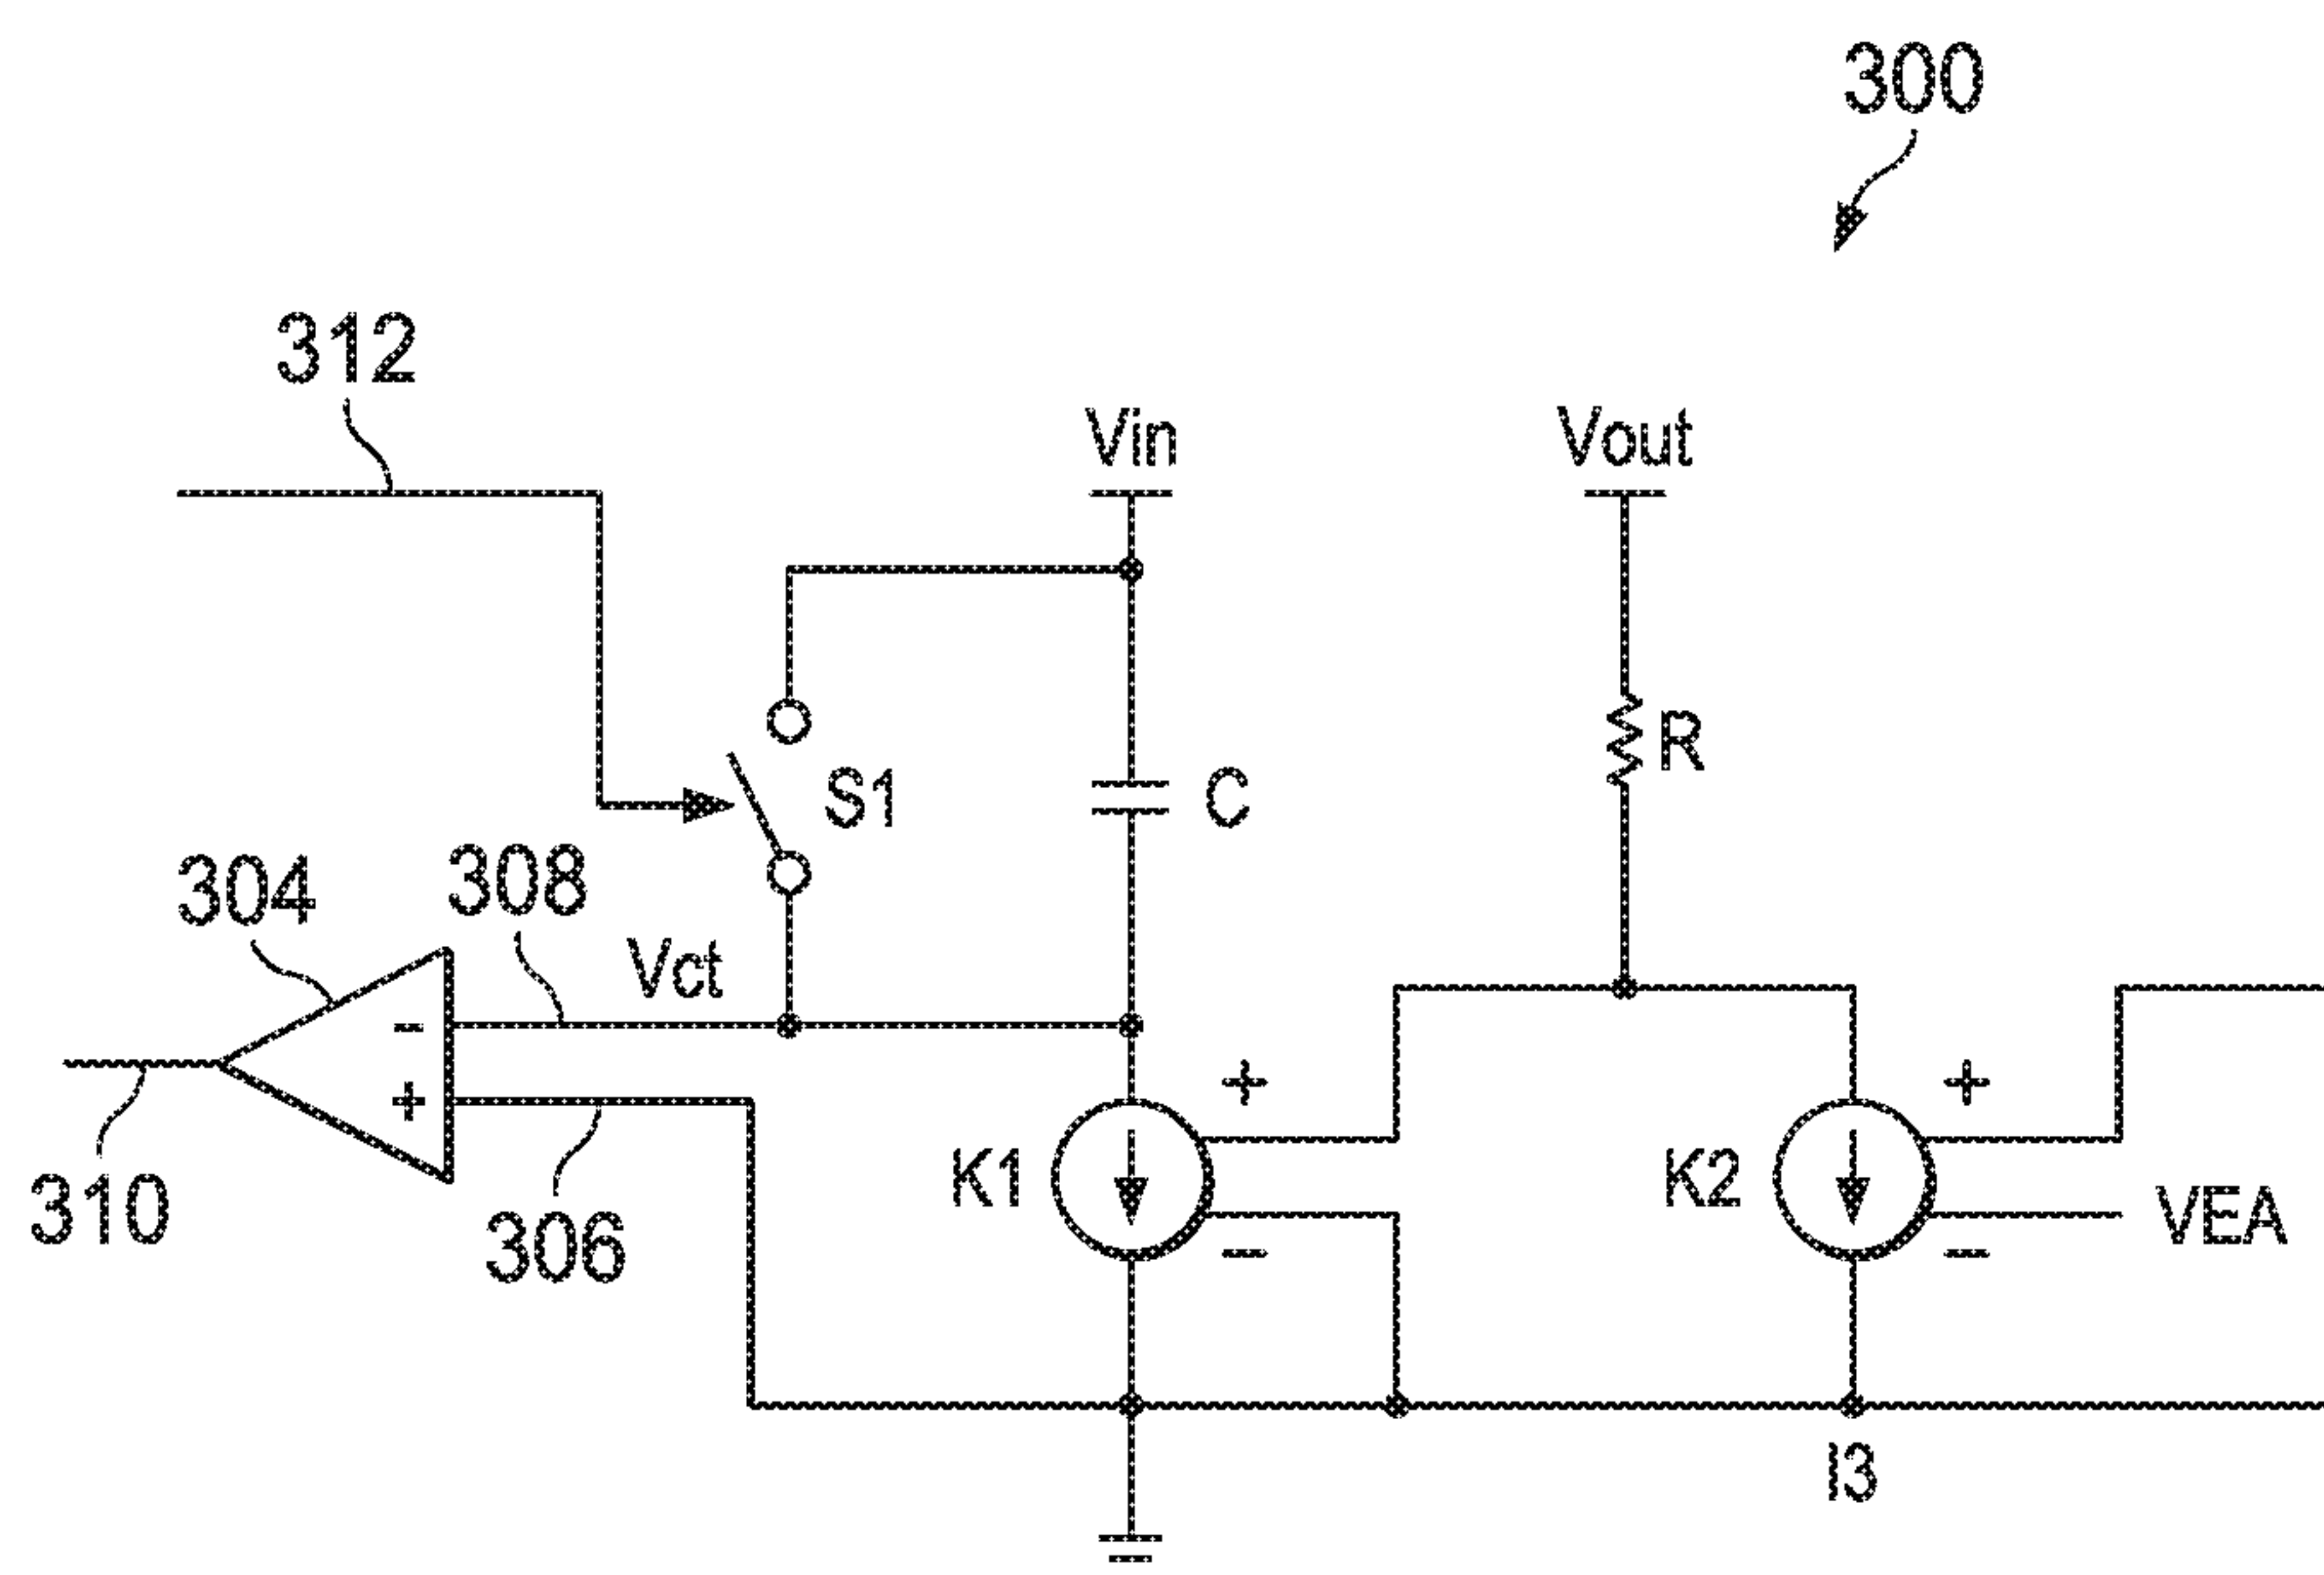 300
312
Vin
Vout
R
S1
C
304
308
Vct
-
+
+
+
K1
K2
VEA
310
306
-
-
I3